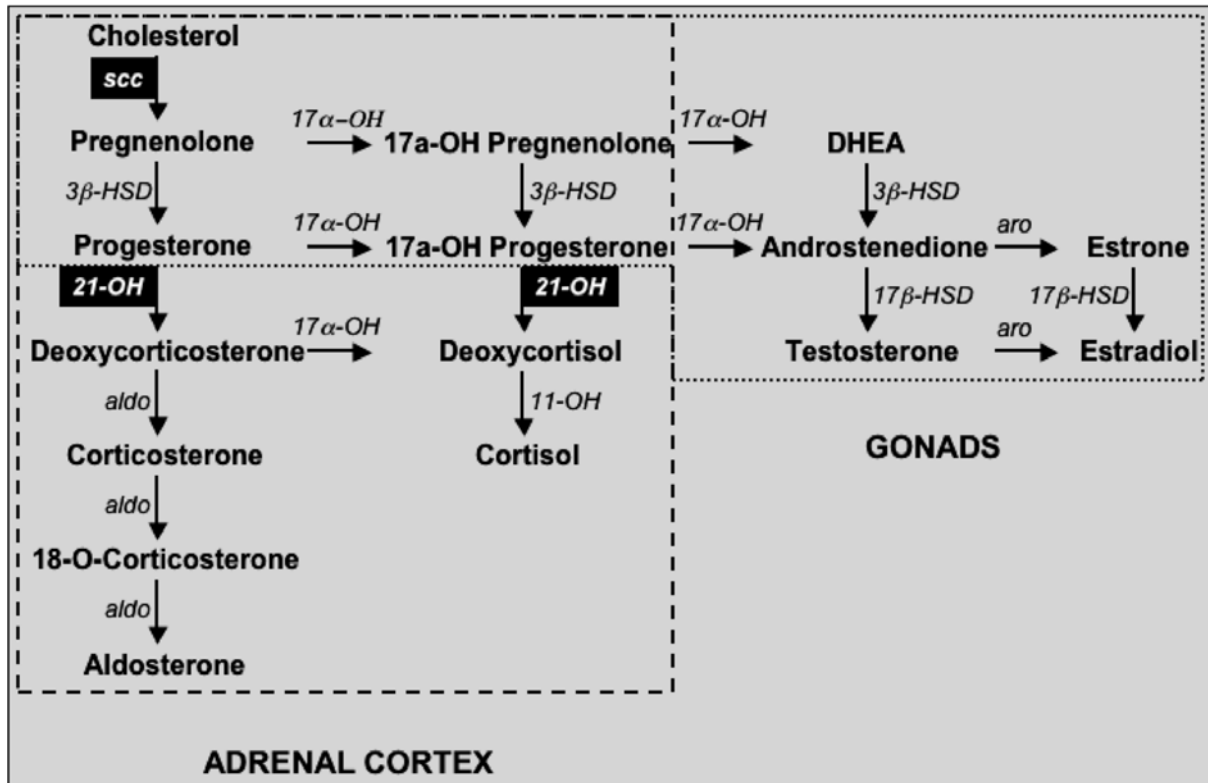 Cholesterol
scc
17α-OH 17α-OH
Pregnenolone 17a-OH Pregnenolone DHEA
3β-HSD 3β-HSD 3β-HSD
17α-OH 17α-OH aro
Progesterone 17a-OH Progesterone Androstenedione Estrone
21-OH 21-OH 17β-HSD 17β-HSD
17α-OH aro
Deoxycorticosterone Deoxycortisol Testosterone Estradiol
aldo 11-OH
Corticosterone Cortisol GONADS
aldo
18-O-Corticosterone
aldo
Aldosterone
ADRENAL CORTEX